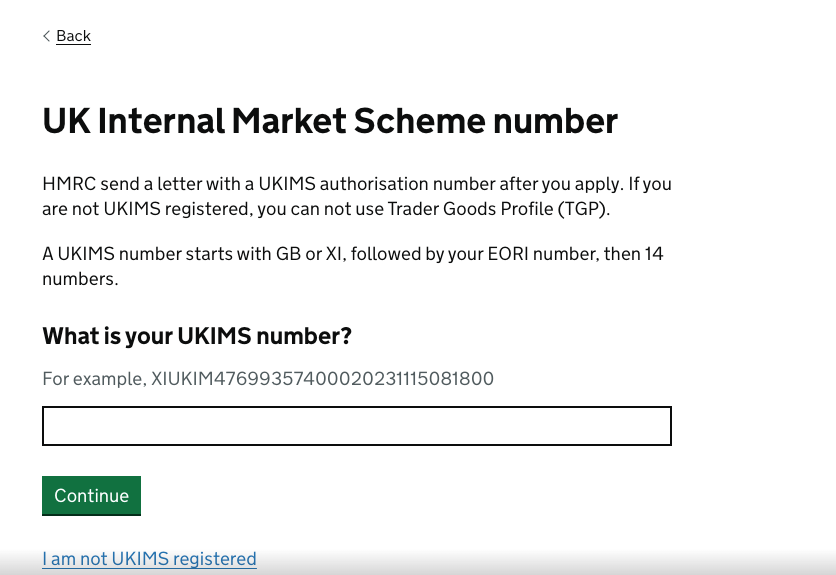 Back
UK Internal Market Scheme number
HMRC send a letter with a UKIMS authorisation number after you apply. If you
are not UKIMS registered, you can not use Trader Goods Profile (TGP).
A UKIMS number starts with GB or XI, followed by your EORI number, then 14
numbers.
What is your UKIMS number?
For example, XIUKIM47699357400020231115081800
Continue
I am not UKIMS registered